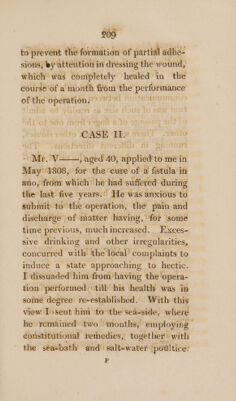 209
to prevent the formation of partial adhe-
sions, by attention in dressing the wound,
which was completely healed in the
course of a month from the performance
of the operation.
CASE II.
Mr. V——, aged 40, applied to me in
May 1808, for the cure of a fistula in
ano, from which he had suffered during
the last five years. He was anxious to
submit to the operation, the pain and
discharge of matter having, for some
time previous, much increased. Exces-
sive drinking and other irregularities,
concurred with the local complaints to
induce a state approaching to hectic.
I dissuaded him from having the opera-
tion performed till his health was in
some degree re-established. With this
view I sent him to the sea-side, where
he remained two months, employing
constitutional remedies, together with
the sea-bath and salt-water poultice.
P